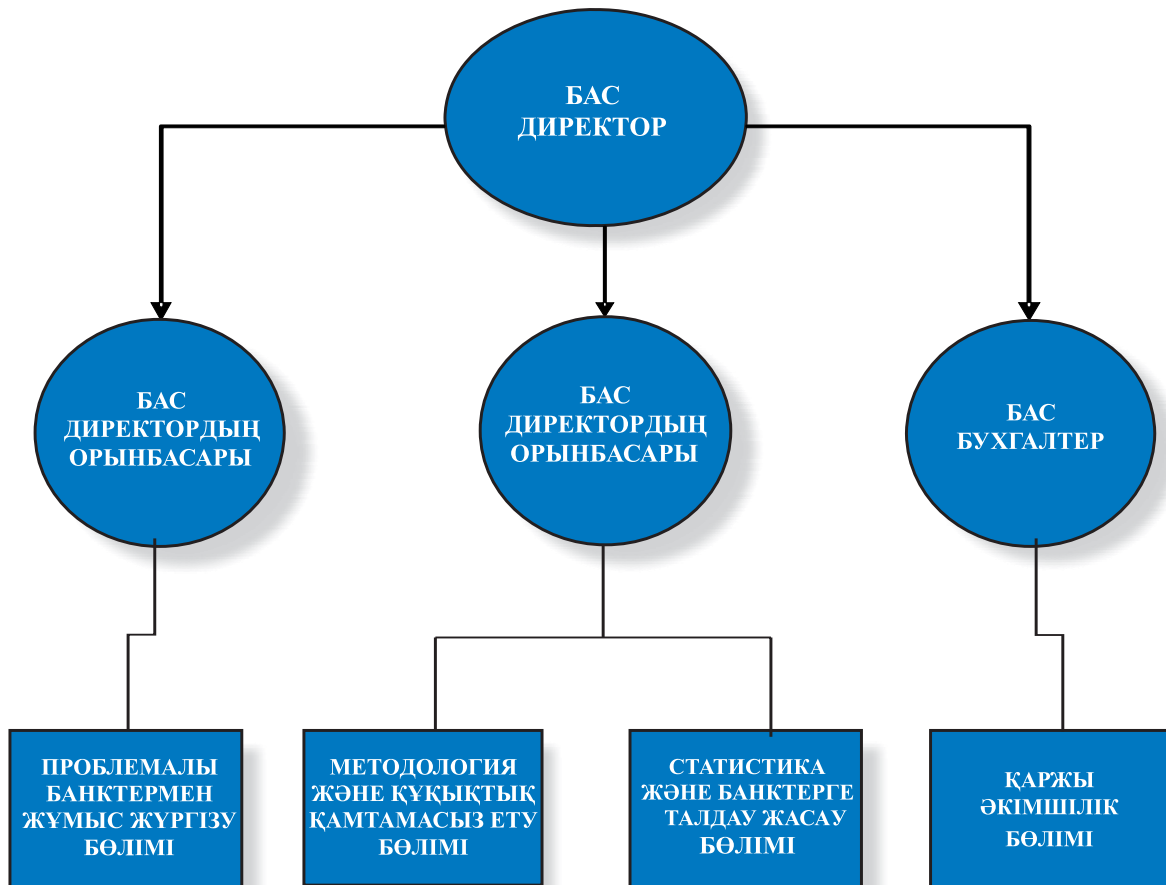 БАС
ДИРЕКТОР
БАС
ДИРЕКТОРДЫҢ
ОРЫНБАСАРЫ
БАС
ДИРЕКТОРДЫҢ
ОРЫНБАСАРЫ
БАС
БУХГАЛТЕР
ПРОБЛЕМАЛЫ
БАНКТЕРМЕН
ЖҰМЫС ЖҮРГІЗУ
БӨЛІМІ
МЕТОДОЛОГИЯ
ЖӘНЕ ҚҰҚЫҚТЫҚ
ҚАМТАМАСЫЗ ЕТУ
БӨЛІМІ
СТАТИСТИКА
ЖӘНЕ БАНКТЕРГЕ
ТАЛДАУ ЖАСАУ
БӨЛІМІ
ҚАРЖЫ
ӘКІМШІЛІК
БӨЛІМІ